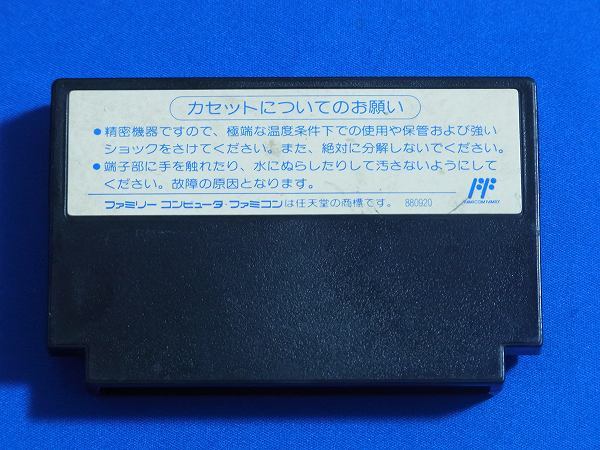 カセットについてのお願い
●精密機器ですので、極端な温度条件下での使用や保管および強い
ショックをさけてください。また、絶対に分解しないでください。
●端子部に手を触れたり、水にぬらしたりして汚さないようにして
ください。故障の原因となります。
ファミリー コンピュータ・ファミコンは任天堂の商標です。 880920
FAMICOM FAMILY